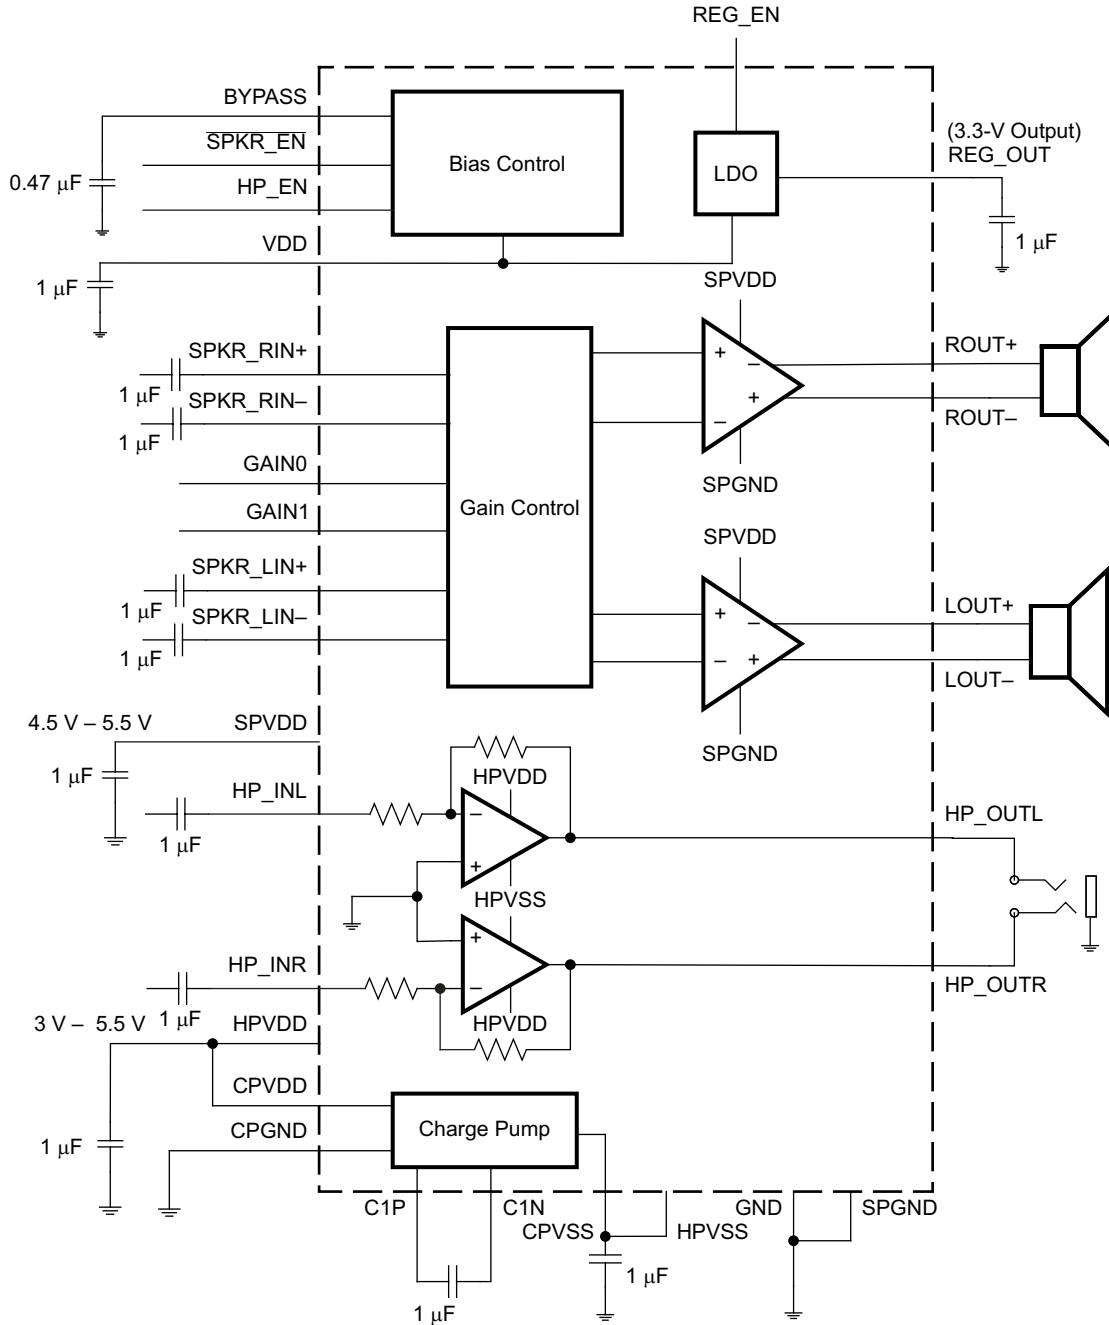 REG_EN
BYPASS
SPKR_EN
HP_EN
0.47 μF
Bias Control
LDO
(3.3-V Output)
REG_OUT
1 μF
VDD
1 μF
SPVDD
SPKR_RIN+
1 μF
SPKR_RIN–
1 μF
GAIN0
GAIN1
Gain Control
+
–
–
+
SPGND
ROUT+
ROUT–
SPKR_LIN+
1 μF
SPKR_LIN–
1 μF
SPVDD
+
–
–
+
SPGND
LOUT+
LOUT–
4.5 V – 5.5 V
SPVDD
1 μF
HP_INL
1 μF
HPVDD
–
+
HPVSS
HP_OUTL
+
–
HPVDD
HP_OUTR
HP_INR
1 μF
3 V –  5.5 V
HPVDD
CPVDD
CPGND
1 μF
Charge Pump
C1P
C1N
1 μF
CPVSS
HPVSS
1 μF
GND
SPGND